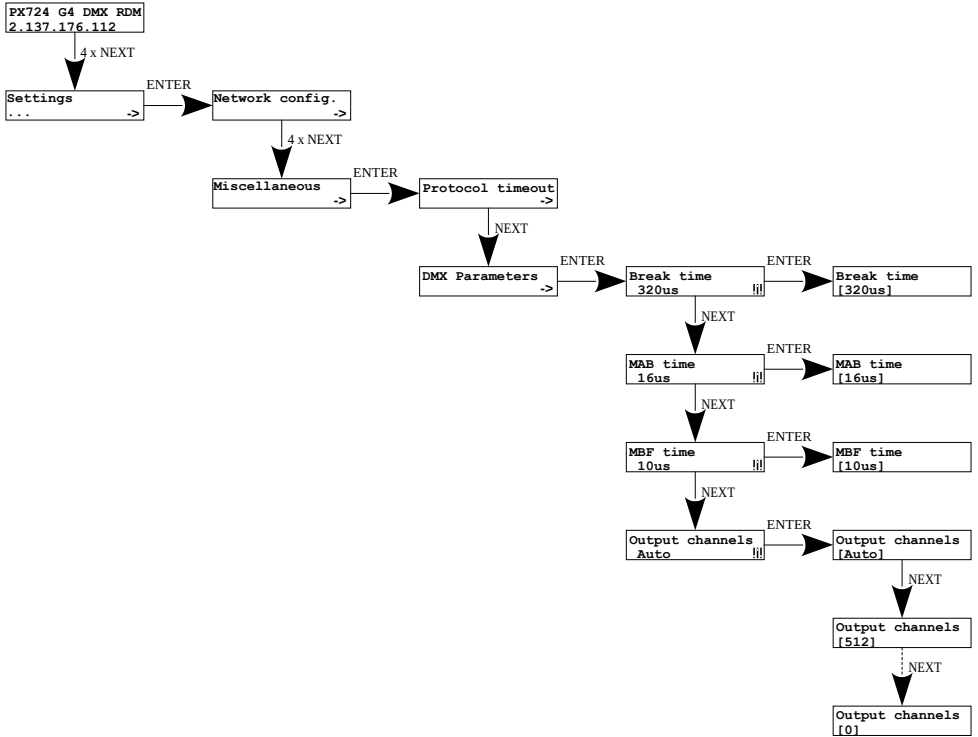 PX724 G4 DMX RDM
2.137.176.112
4 x NEXT
Settings
... ->
ENTER
Network config.
->
4 x NEXT
Miscellaneous
->
ENTER
Protocol timeout
->
NEXT
DMX Parameters
->
ENTER
Break time
320us
ENTER
Break time
[320us]
NEXT
MAB time
16us
ENTER
MAB time
[16us]
NEXT
MBF time
10us
ENTER
MBF time
[10us]
NEXT
Output channels
Auto
ENTER
Output channels
[Auto]
NEXT
Output channels
[512]
NEXT
Output channels
[0]